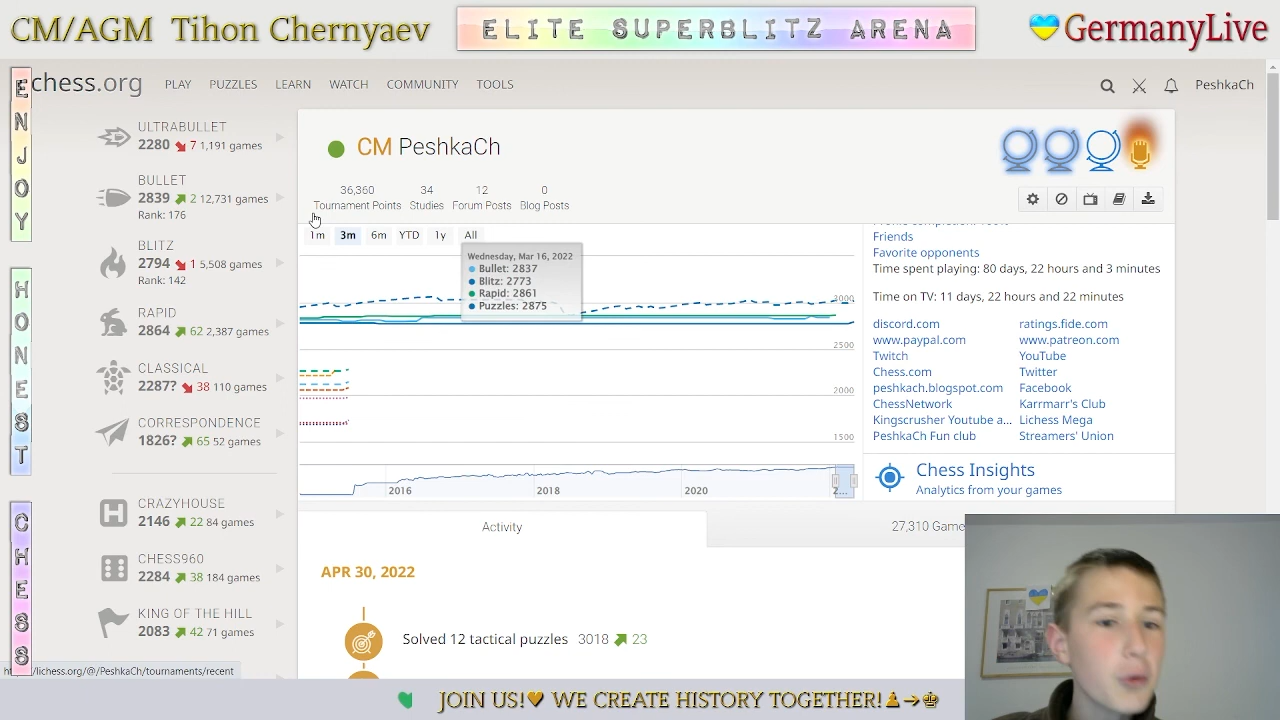 CM/AGM Tihon Chernyaev
ELITE SUPERBLITZ ARENA
GermanyLive
ENJOY
HONEST
CHESS
chess.org
PLAY PUZZLES LEARN WATCH COMMUNITY TOOLS
PeshkaCh
ULTRABULLET
2280 7 1,191 games
BULLET
2839 2 12,731 games
Rank: 176
BLITZ
2794 1 5,508 games
Rank: 142
RAPID
2864 62 2,387 games
CLASSICAL
2287? 38 110 games
CORRESPONDENCE
1826? 65 52 games
CRAZYHOUSE
2146 22 84 games
CHESS960
2284 38 184 games
KING OF THE HILL
2083 42 71 games
CM PeshkaCh
36,360 34 12 0
Tournament Points Studies Forum Posts Blog Posts
1m 3m 6m YTD 1y All
Wednesday, Mar 16, 2022
Bullet: 2837
Blitz: 2773
Rapid: 2861
Puzzles: 2875
3000
2500
2000
1500
2016 2018 2020 2...
Friends
Favorite opponents
Time spent playing: 80 days, 22 hours and 3 minutes
Time on TV: 11 days, 22 hours and 22 minutes
discord.com ratings.fide.com
www.paypal.com www.patreon.com
Twitch YouTube
Chess.com Twitter
peshkach.blogspot.com Facebook
ChessNetwork Karrmarr's Club
Kingscrusher Youtube a... Lichess Mega
PeshkaCh Fun club Streamers' Union
Chess Insights
Analytics from your games
Activity 27,310 Game
APR 30, 2022
Solved 12 tactical puzzles 3018 23
lichess.org/@/PeshkaCh/tournaments/recent
JOIN US!🧡 WE CREATE HISTORY TOGETHER!♟→♚